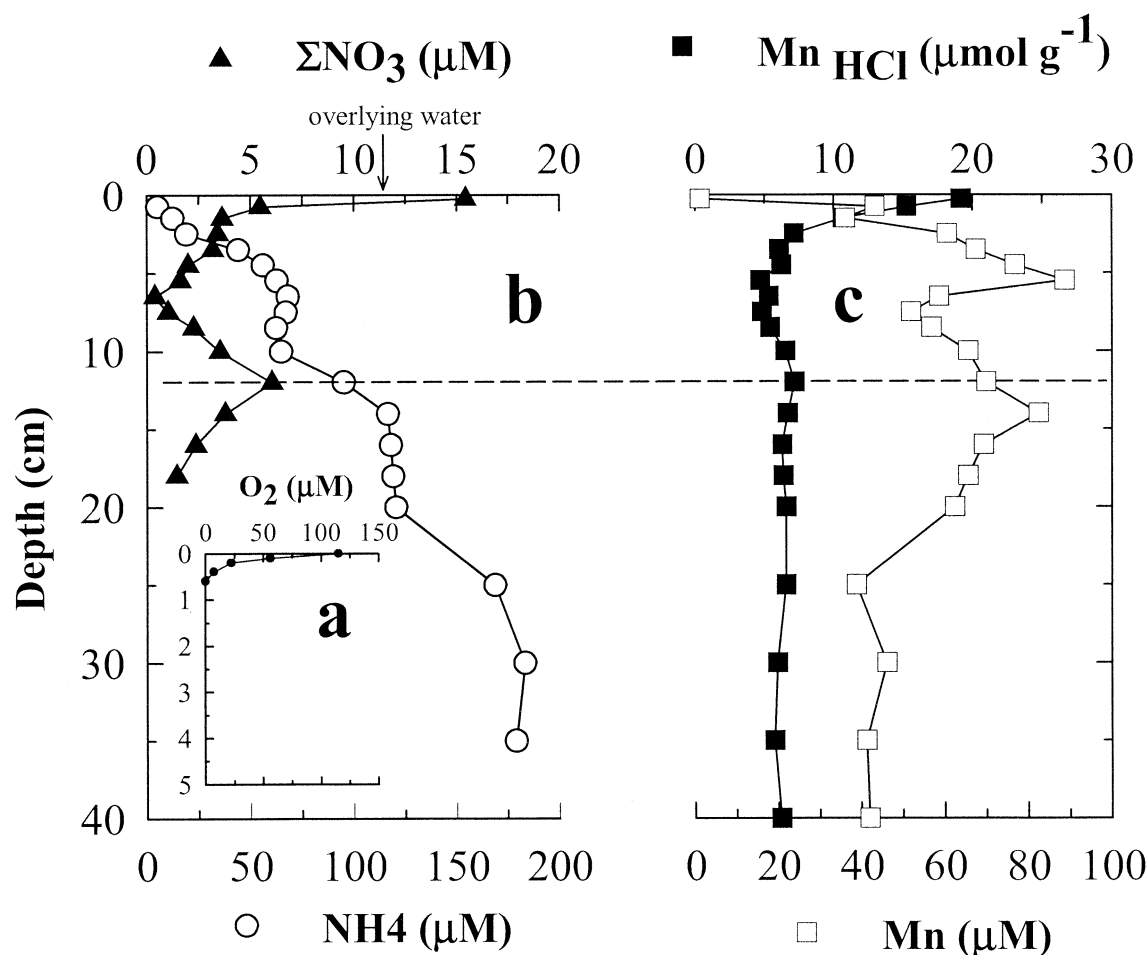 ▲ ΣNO3 (μM)
■ Mn HCl (μmol g-1)
overlying water
0 5 10 15 20
0 10 20 30
0
10
20
30
40
Depth (cm)
b
c
O2 (μM)
0 50 100 150
0
1
2
3
4
5
a
0 50 100 150 200
0 20 40 60 80 100
○ NH4 (μM)
□ Mn (μM)